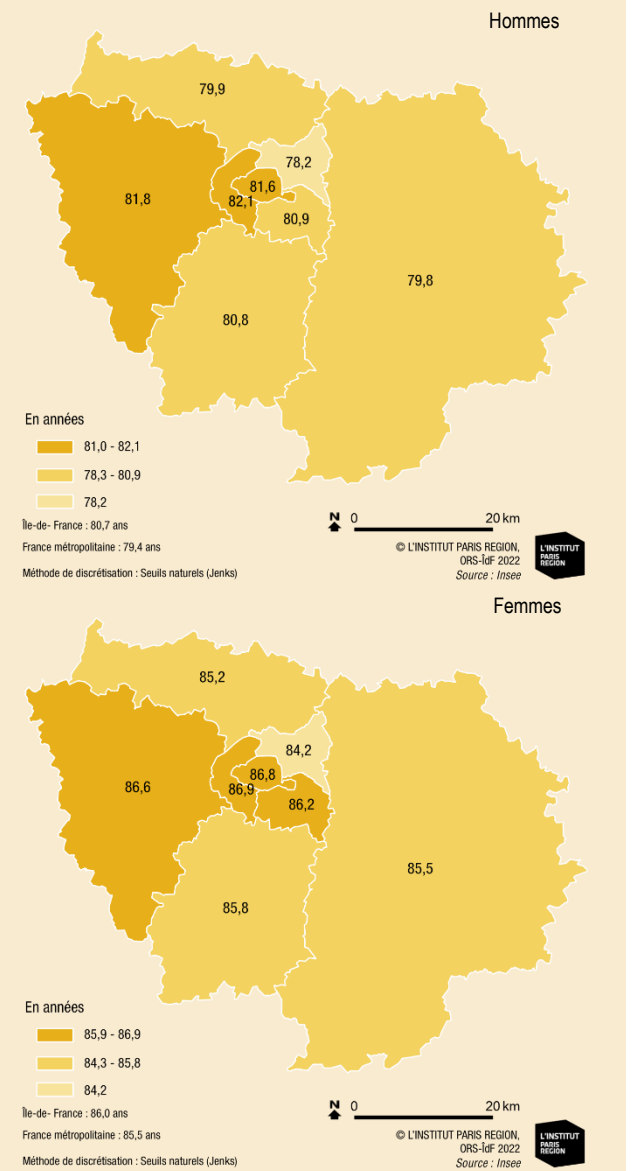 Hommes
79,9
78,2
81,8
81,6
82,1
80,9
79,8
80,8
En années
81,0 - 82,1
78,3 - 80,9
78,2
Île-de- France : 80,7 ans
France métropolitaine : 79,4 ans
Méthode de discrétisation : Seuils naturels (Jenks)
N 0 20 km
© L'INSTITUT PARIS REGION,
ORS-ÎdF 2022
Source : Insee
L'INSTITUT
PARIS
REGION
Femmes
85,2
84,2
86,6
86,8
86,9
86,2
85,5
85,8
En années
85,9 - 86,9
84,3 - 85,8
84,2
Île-de- France : 86,0 ans
France métropolitaine : 85,5 ans
Méthode de discrétisation : Seuils naturels (Jenks)
N 0 20 km
© L'INSTITUT PARIS REGION,
ORS-ÎdF 2022
Source : Insee
L'INSTITUT
PARIS
REGION